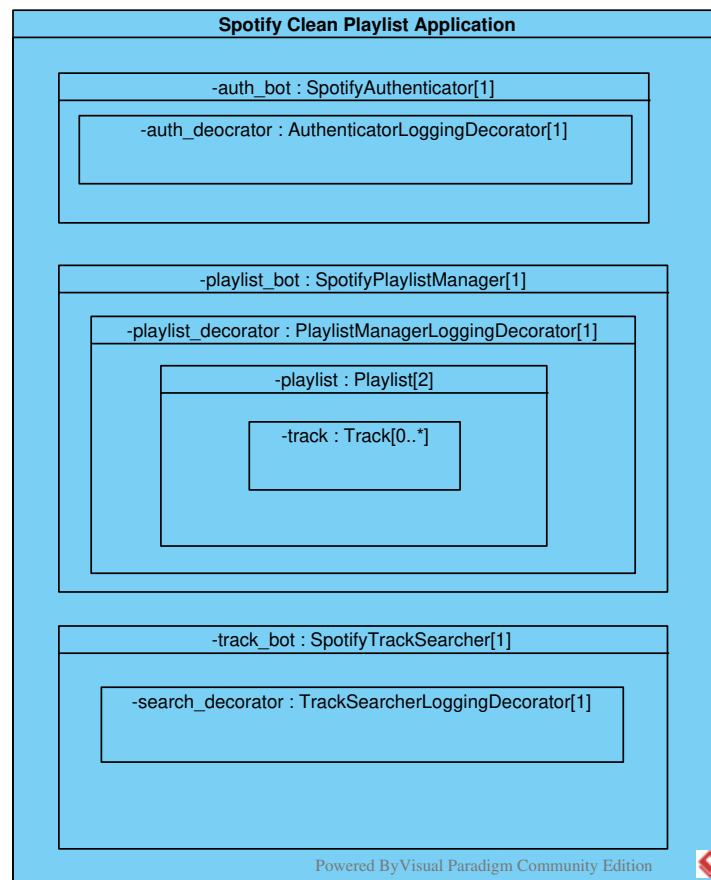 Spotify Clean Playlist Application
-auth_bot : SpotifyAuthenticator[1]
-auth_deocrator : AuthenticatorLoggingDecorator[1]
-playlist_bot : SpotifyPlaylistManager[1]
-playlist_decorator : PlaylistManagerLoggingDecorator[1]
-playlist : Playlist[2]
-track : Track[0..*]
-track_bot : SpotifyTrackSearcher[1]
-search_decorator : TrackSearcherLoggingDecorator[1]
Powered ByVisual Paradigm Community Edition